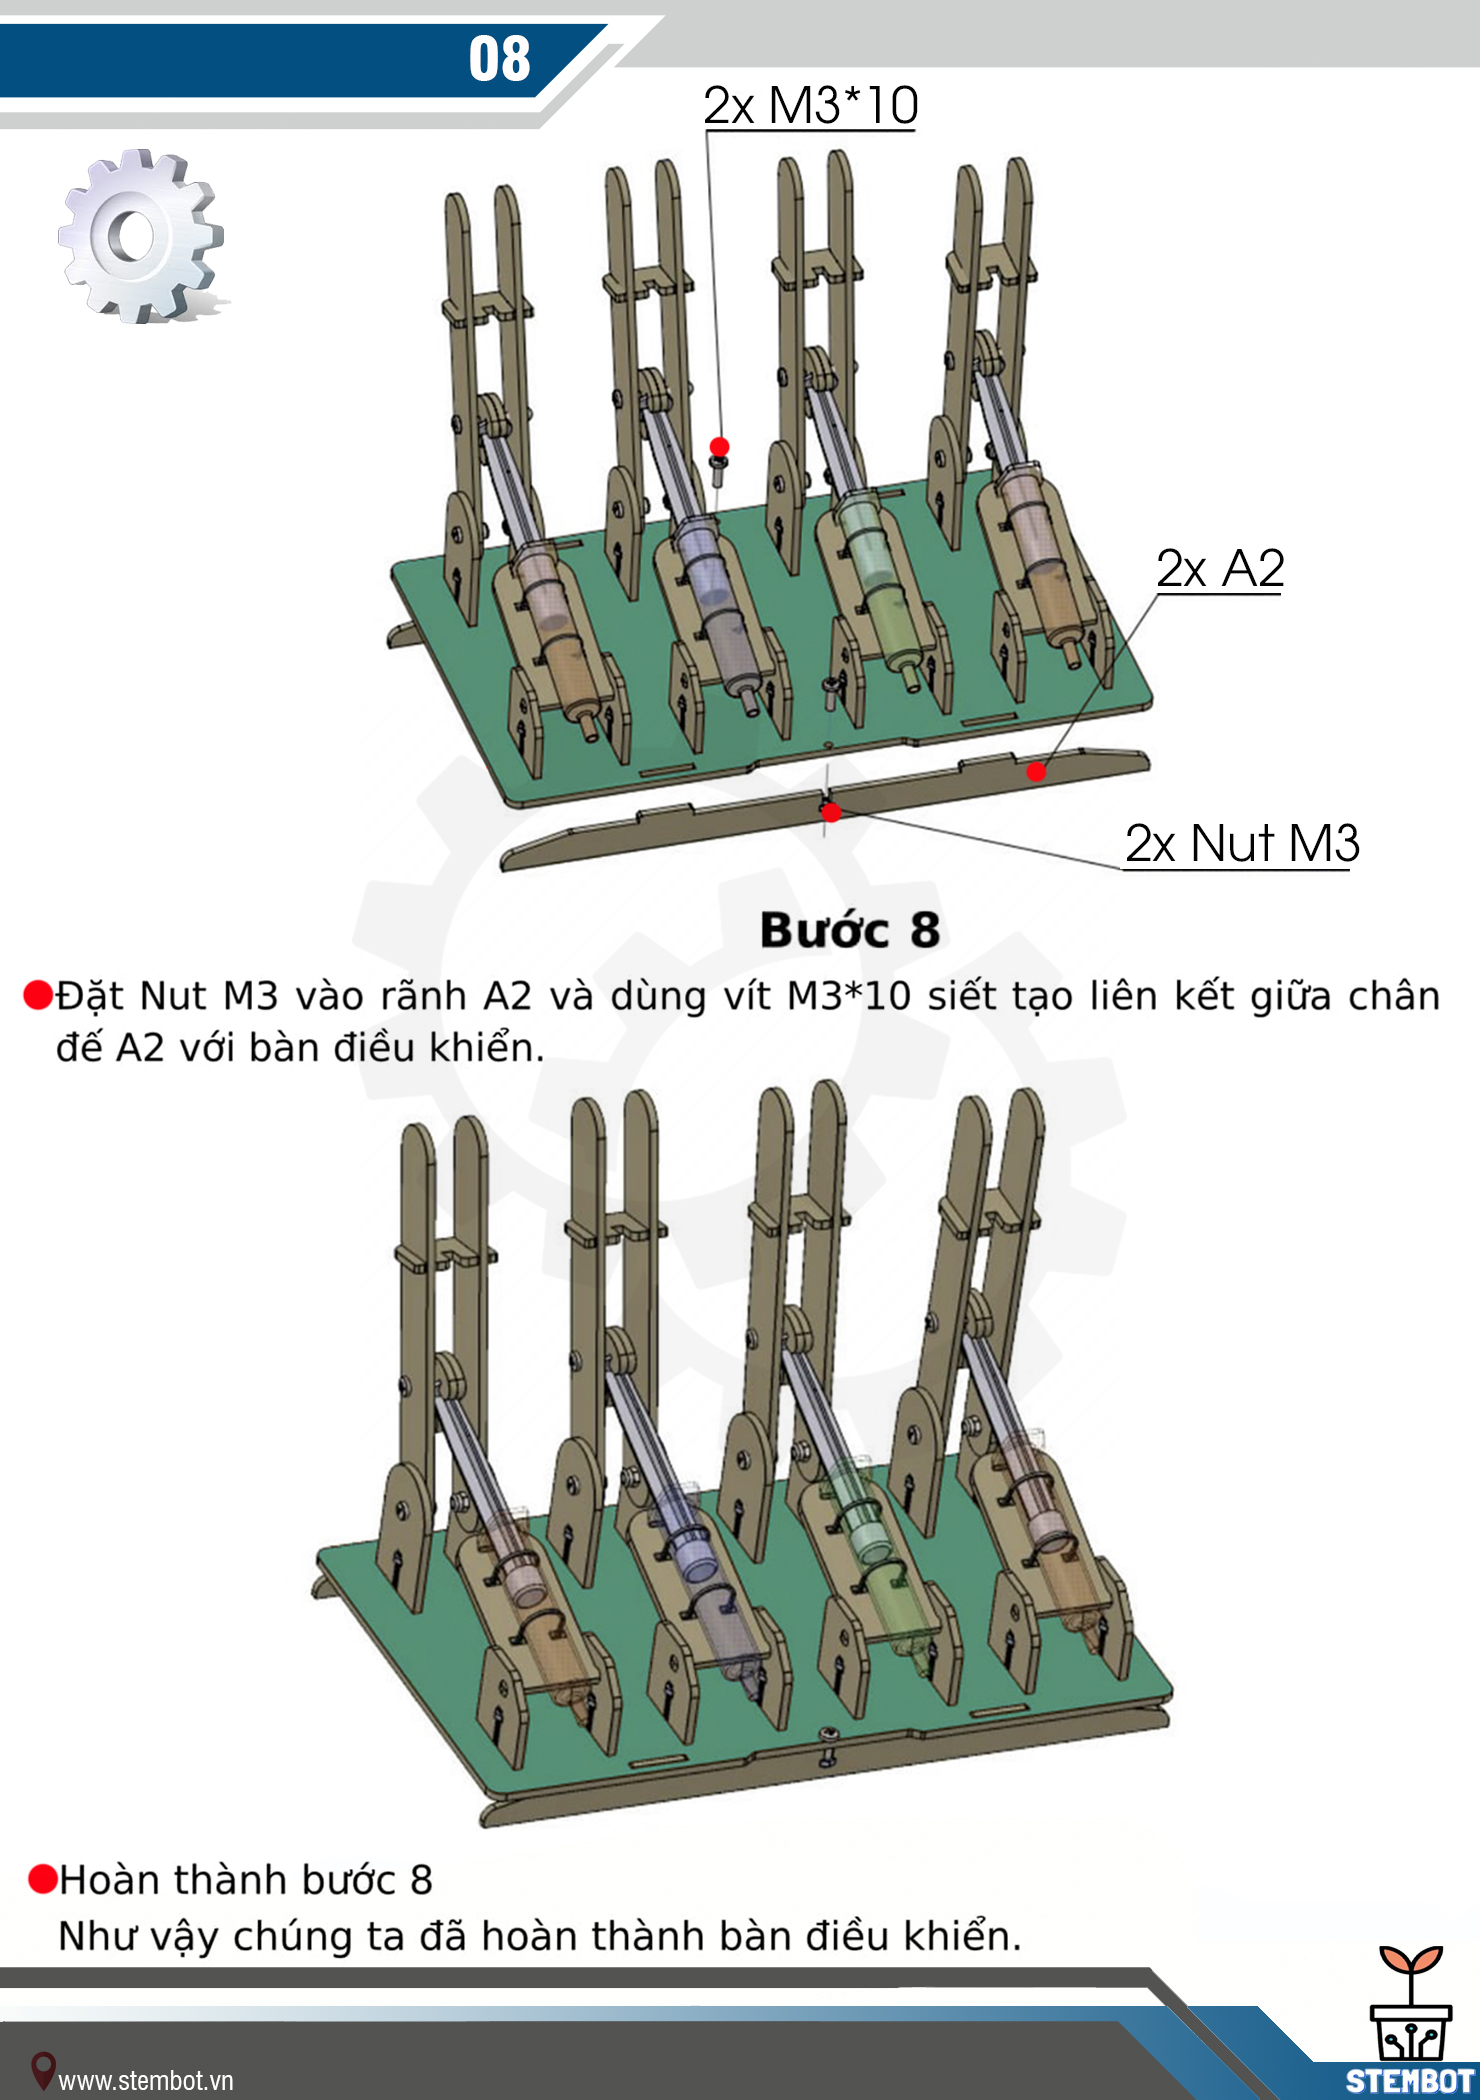 08
2x M3*10
2x A2
2x Nut M3
Bước 8
Đặt Nut M3 vào rãnh A2 và dùng vít M3*10 siết tạo liên kết giữa chân
đế A2 với bàn điều khiển.
Hoàn thành bước 8
Như vậy chúng ta đã hoàn thành bàn điều khiển.
www.stembot.vn
STEMBOT